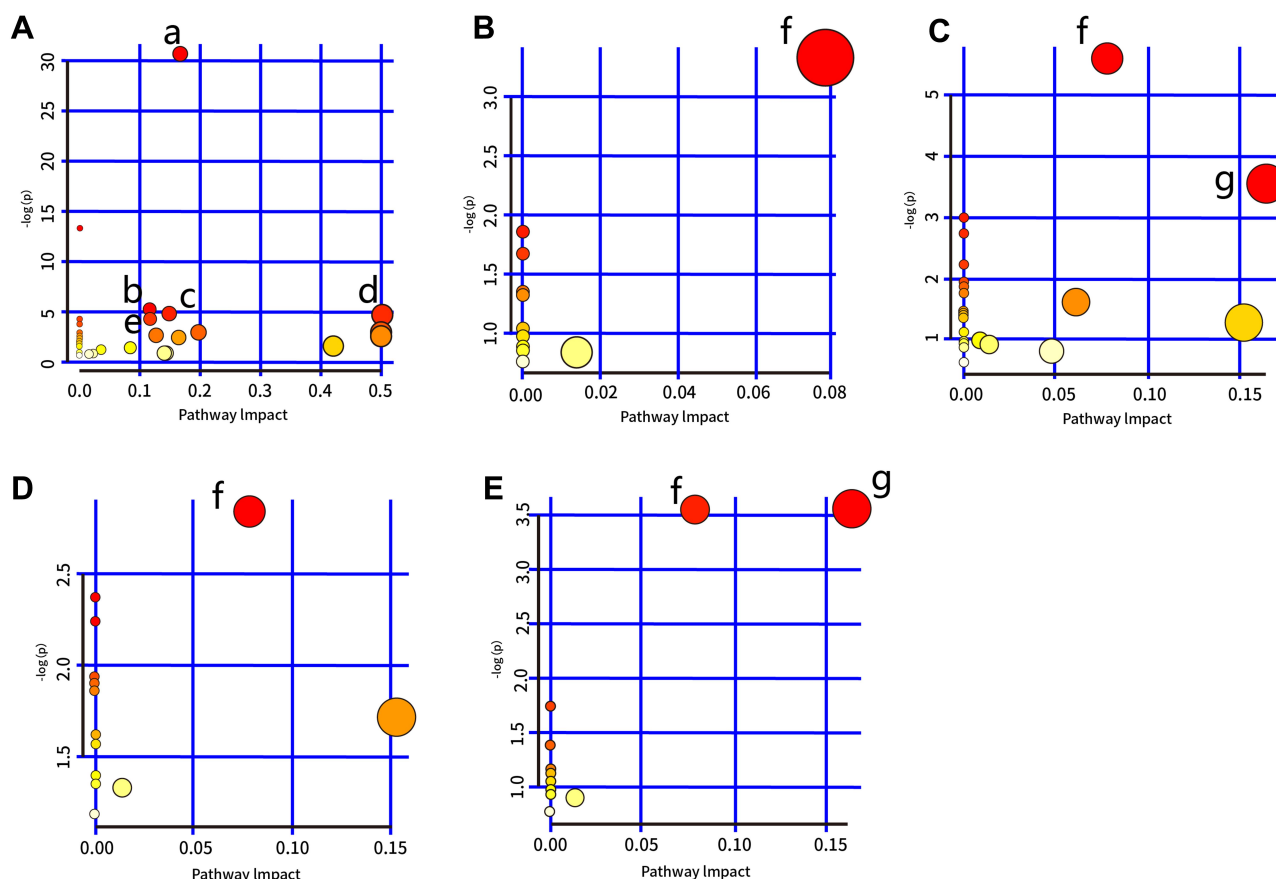 A
a
30
25
20
15
10
5
0
-log(p)
b
c
d
e
0.0 0.1 0.2 0.3 0.4 0.5
Pathway Impact
B
f
3.0
2.5
2.0
1.5
1.0
-log(p)
0.00 0.02 0.04 0.06 0.08
Pathway Impact
C
f
g
5
4
3
2
1
-log(p)
0.00 0.05 0.10 0.15
Pathway Impact
D
f
2.5
2.0
1.5
-log(p)
0.00 0.05 0.10 0.15
Pathway Impact
E
f
g
3.5
3.0
2.5
2.0
1.5
1.0
-log(p)
0.00 0.05 0.10 0.15
Pathway Impact